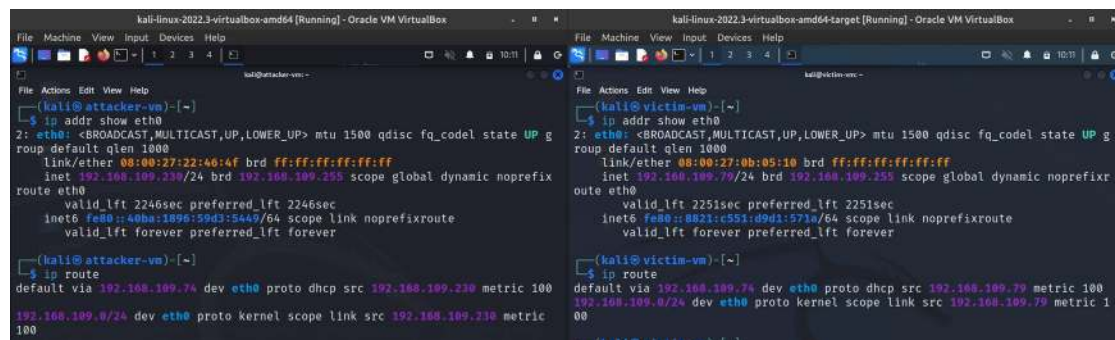 kali-linux-2022.3-virtualbox-amd64 [Running] - Oracle VM VirtualBox
File Machine View Input Devices Help
1 2 3 4
10:11
kali@attacker-vm: ~
File Actions Edit View Help
(kali㉿attacker-vm)-[~]
$ ip addr show eth0
2: eth0: <BROADCAST,MULTICAST,UP,LOWER_UP> mtu 1500 qdisc fq_codel state UP g
roup default qlen 1000
link/ether 08:00:27:22:46:4f brd ff:ff:ff:ff:ff:ff
inet 192.168.109.230/24 brd 192.168.109.255 scope global dynamic noprefix
route eth0
valid_lft 2246sec preferred_lft 2246sec
inet6 fe80::40ba:1896:59d3:5449/64 scope link noprefixroute
valid_lft forever preferred_lft forever
(kali㉿attacker-vm)-[~]
$ ip route
default via 192.168.109.74 dev eth0 proto dhcp src 192.168.109.230 metric 100
192.168.109.0/24 dev eth0 proto kernel scope link src 192.168.109.230 metric
100
kali-linux-2022.3-virtualbox-amd64-target [Running] - Oracle VM VirtualBox
File Machine View Input Devices Help
1 2 3 4
10:11
kali@victim-vm: ~
File Actions Edit View Help
(kali㉿victim-vm)-[~]
$ ip addr show eth0
2: eth0: <BROADCAST,MULTICAST,UP,LOWER_UP> mtu 1500 qdisc fq_codel state UP g
roup default qlen 1000
link/ether 08:00:27:0b:05:10 brd ff:ff:ff:ff:ff:ff
inet 192.168.109.79/24 brd 192.168.109.255 scope global dynamic noprefixr
oute eth0
valid_lft 2251sec preferred_lft 2251sec
inet6 fe80::8821:c551:d9d1:571a/64 scope link noprefixroute
valid_lft forever preferred_lft forever
(kali㉿victim-vm)-[~]
$ ip route
default via 192.168.109.74 dev eth0 proto dhcp src 192.168.109.79 metric 100
192.168.109.0/24 dev eth0 proto kernel scope link src 192.168.109.79 metric 1
00